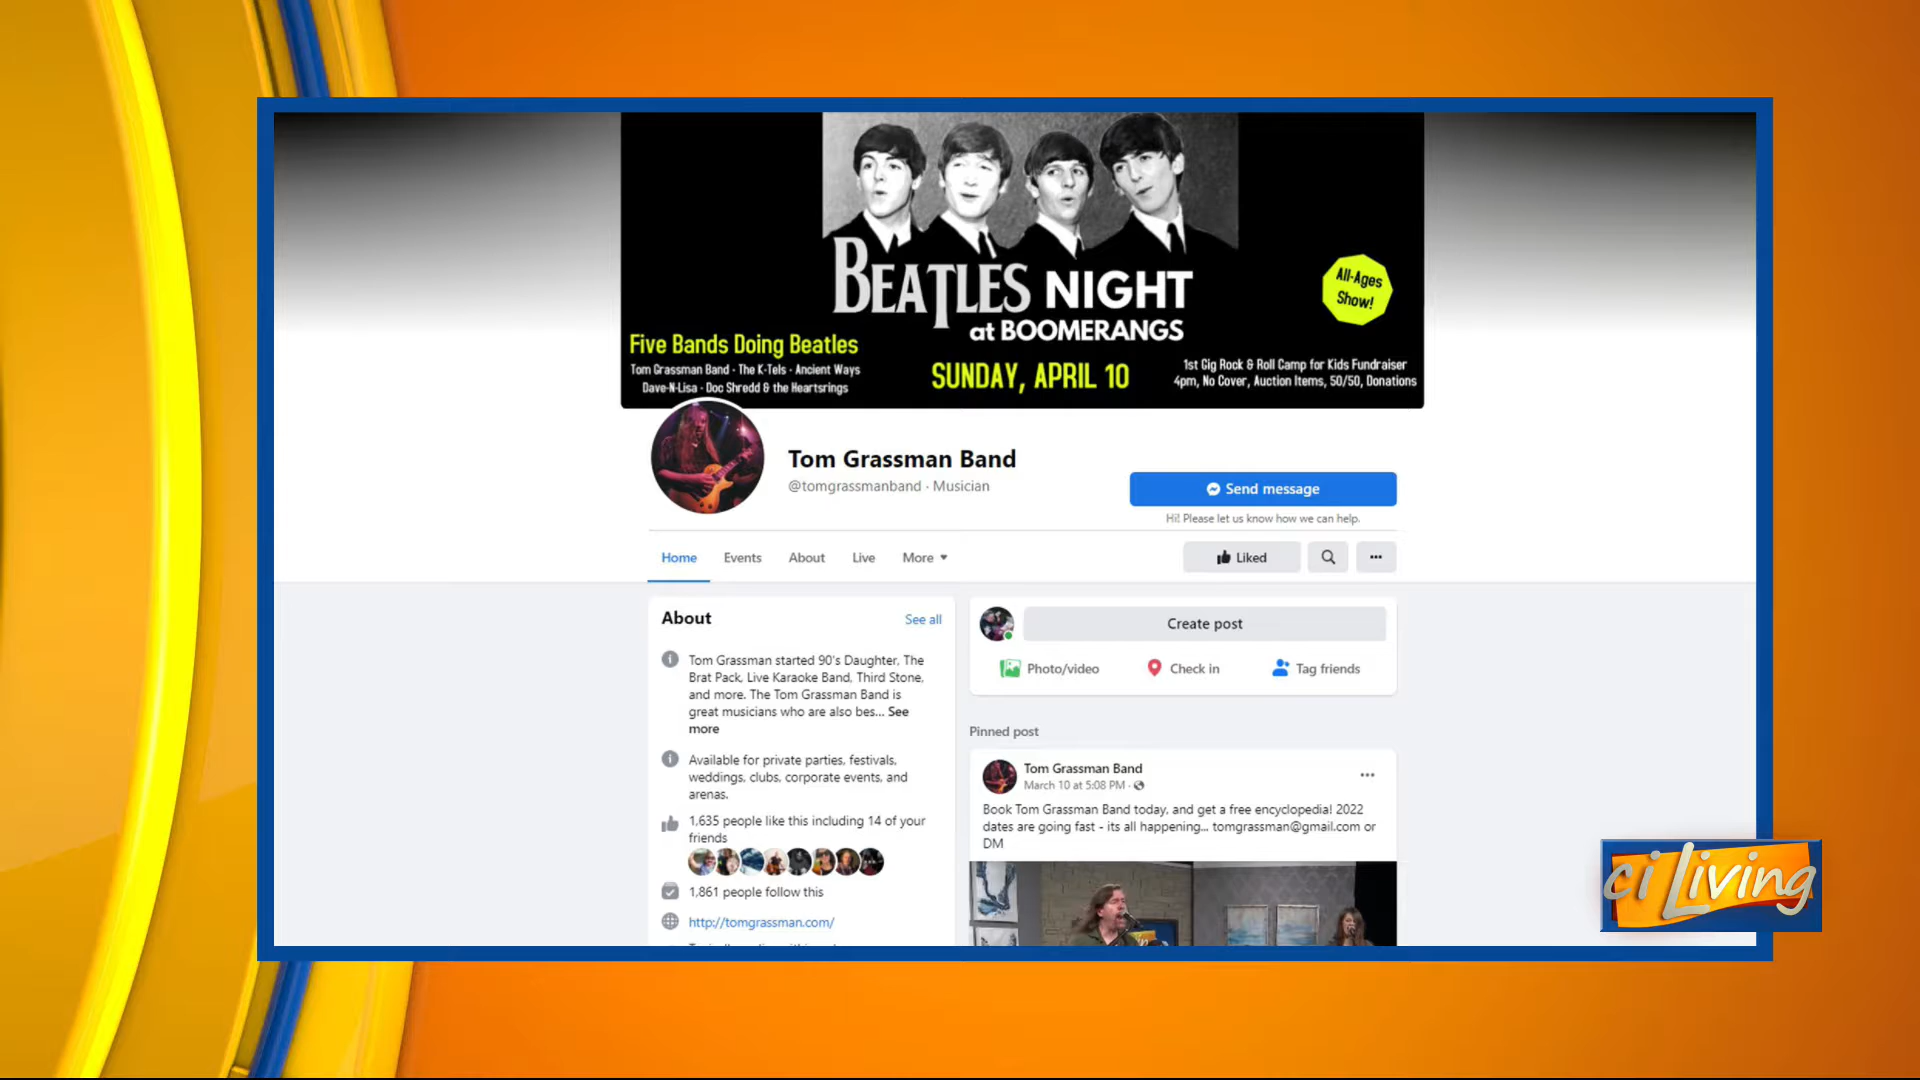 BEATLES NIGHT
at BOOMERANGS
All-Ages
Show!
Five Bands Doing Beatles
Tom Grassman Band - The K-Tels - Ancient Ways
Dave-N-Lisa - Doc Shredd & the Heartsrings
SUNDAY, APRIL 10
1st Gig Rock & Roll Camp for Kids Fundraiser
4pm, No Cover, Auction Items, 50/50, Donations
Tom Grassman Band
@tomgrassmanband · Musician
Send message
Hi! Please let us know how we can help.
Home Events About Live More
Liked
About See all
Tom Grassman started 90's Daughter, The
Brat Pack, Live Karaoke Band, Third Stone,
and more. The Tom Grassman Band is
great musicians who are also bes... See
more
Available for private parties, festivals,
weddings, clubs, corporate events, and
arenas.
1,635 people like this including 14 of your
friends
1,861 people follow this
http://tomgrassman.com/
Create post
Photo/video Check in Tag friends
Pinned post
Tom Grassman Band
March 10 at 5:08 PM ·
Book Tom Grassman Band today, and get a free encyclopedia! 2022
dates are going fast - its all happening... tomgrassman@gmail.com or
DM
ci Living